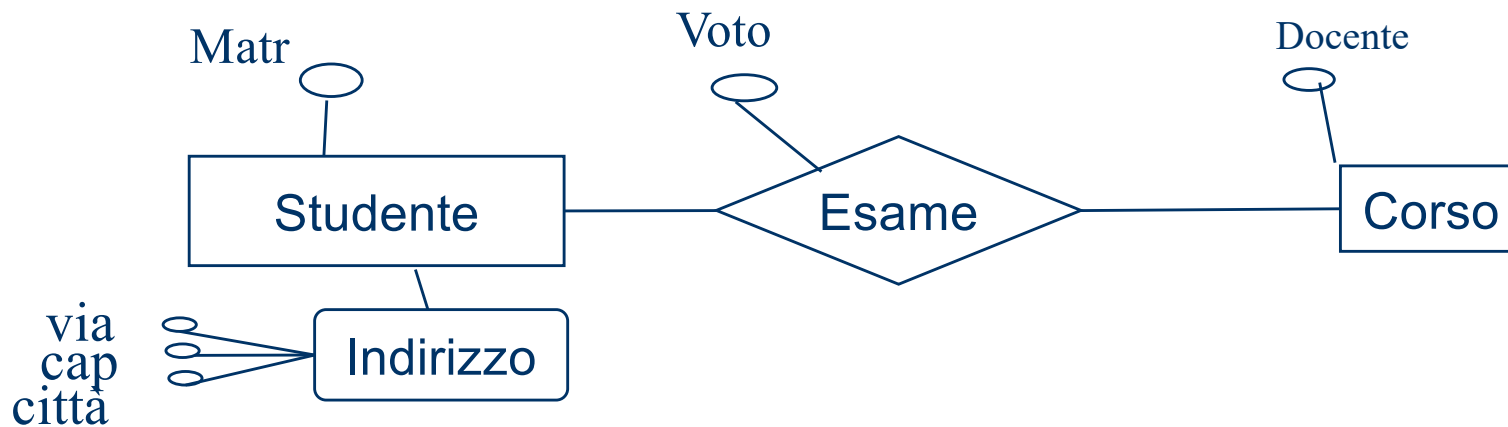 Matr
Voto
Docente
Studente
Esame
Corso
via
cap
città
Indirizzo